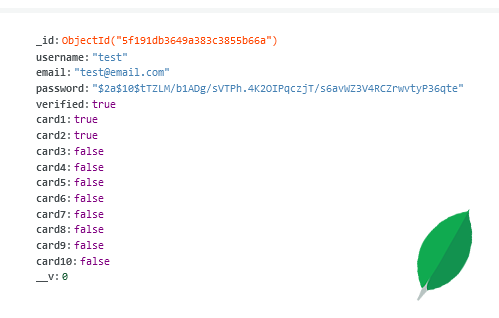 _id: ObjectId("5f191db3649a383c3855b66a")
username: "test"
email: "test@email.com"
password: "$2a$10$tTZLM/b1ADg/sVTPh.4K2OIPqczjT/s6avWZ3V4RCZrwvtyP36qte"
verified: true
card1: true
card2: true
card3: false
card4: false
card5: false
card6: false
card7: false
card8: false
card9: false
card10: false
__v: 0